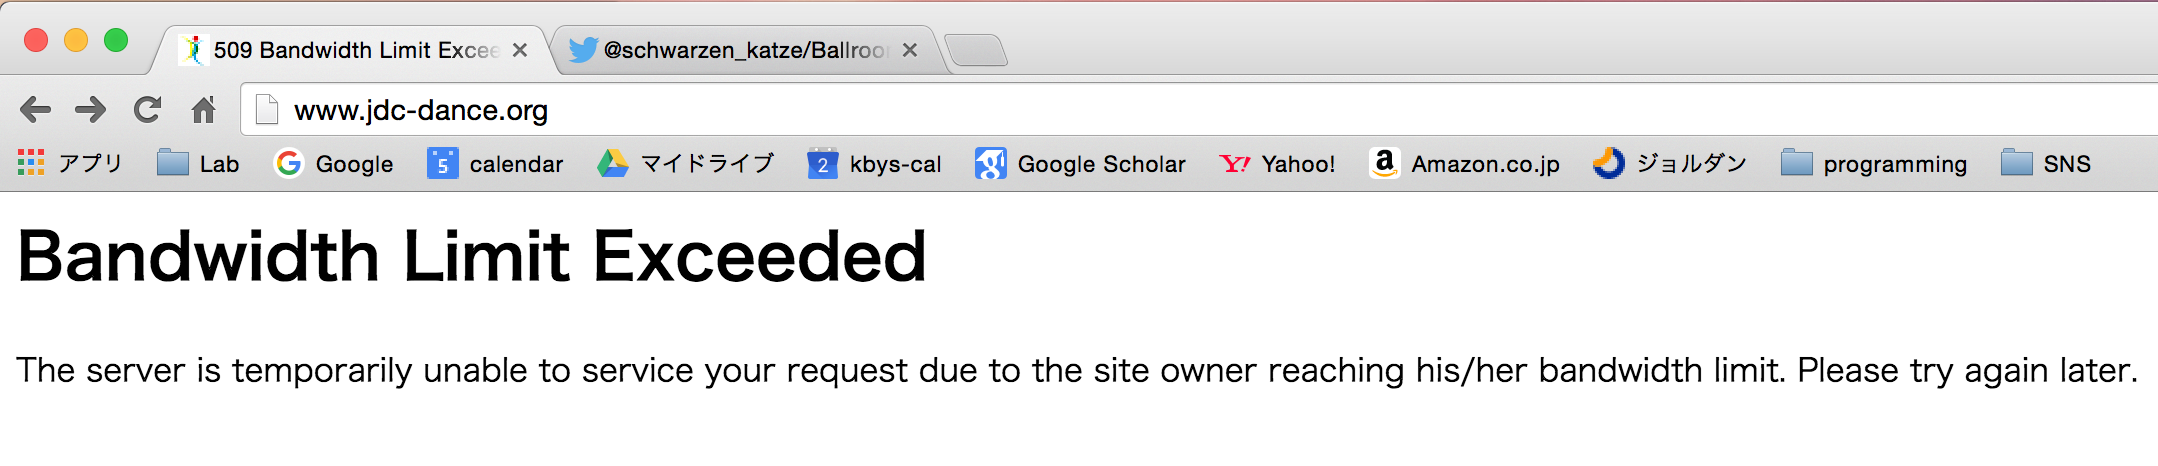 509 Bandwidth Limit Excee
@schwarzen_katze/Ballroor
www.jdc-dance.org
アプリ Lab Google 5 calendar マイドライブ 2 kbys-cal g Google Scholar Y! Yahoo! a Amazon.co.jp ジョルダン programming SNS
Bandwidth Limit Exceeded
The server is temporarily unable to service your request due to the site owner reaching his/her bandwidth limit. Please try again later.